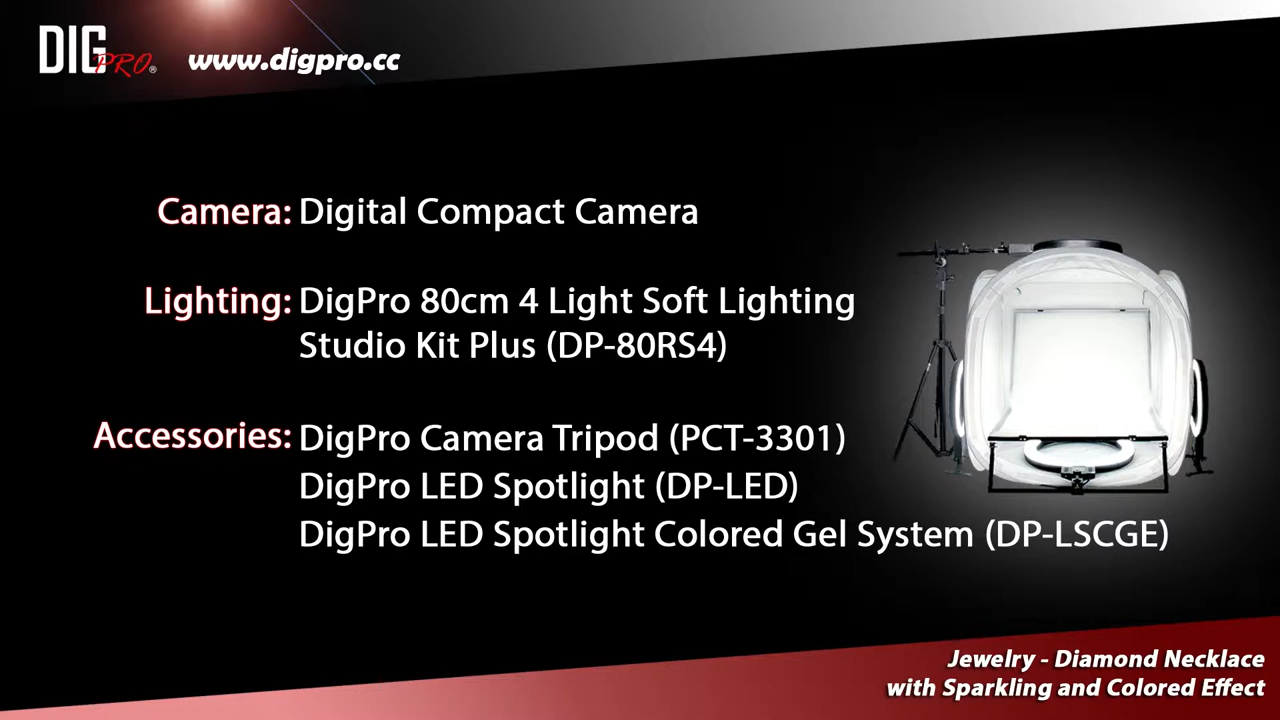 DIGPRO® www.digpro.cc
Camera: Digital Compact Camera
Lighting: DigPro 80cm 4 Light Soft Lighting
Studio Kit Plus (DP-80RS4)
Accessories: DigPro Camera Tripod (PCT-3301)
DigPro LED Spotlight (DP-LED)
DigPro LED Spotlight Colored Gel System (DP-LSCGE)
Jewelry - Diamond Necklace
with Sparkling and Colored Effect